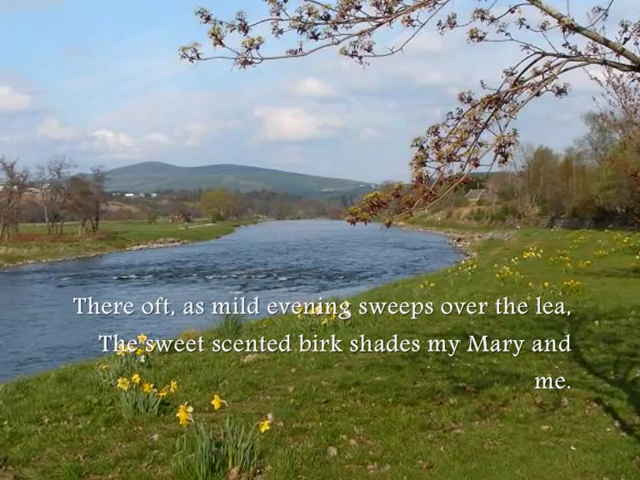 There oft, as mild evening sweeps over the lea,
The sweet scented birk shades my Mary and
me.